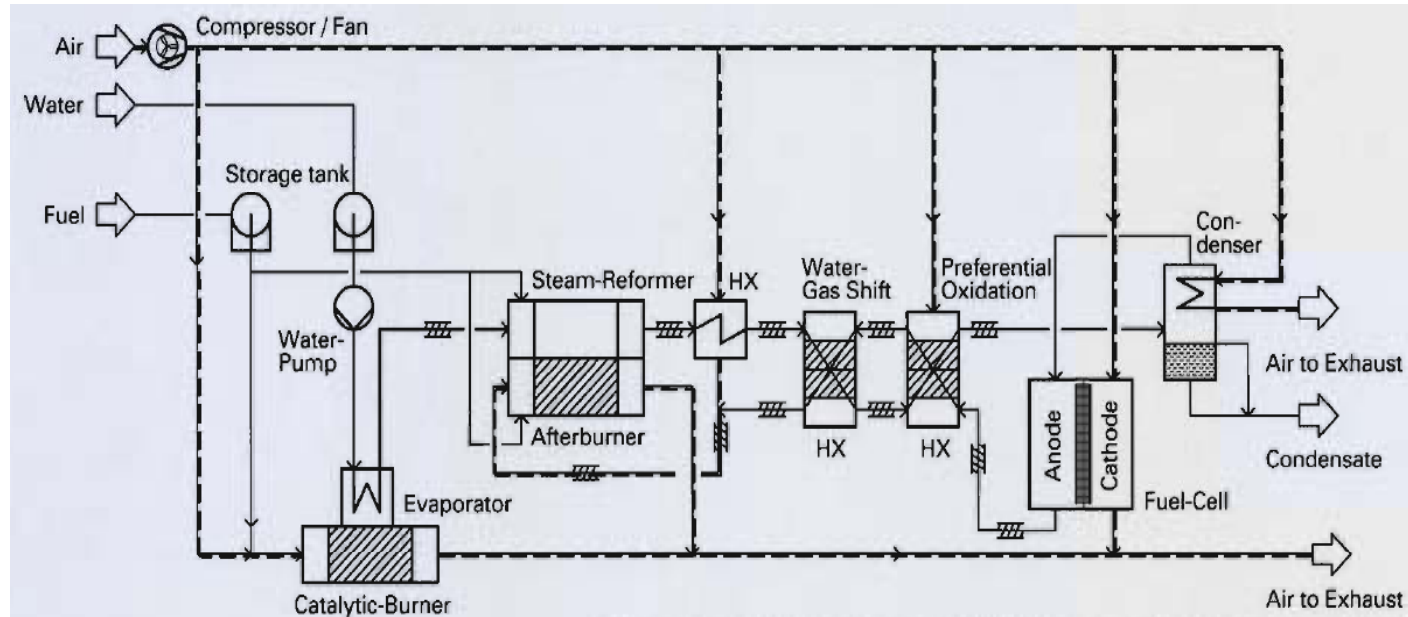 Compressor / Fan
Air
Water
Storage tank
Fuel
Con-
denser
Steam-Reformer
HX
Water-
Gas Shift
Preferential
Oxidation
Water-
Pump
Air to Exhaust
Afterburner
HX
HX
Anode
Cathode
Condensate
Evaporator
Fuel-Cell
Catalytic-Burner
Air to Exhaust